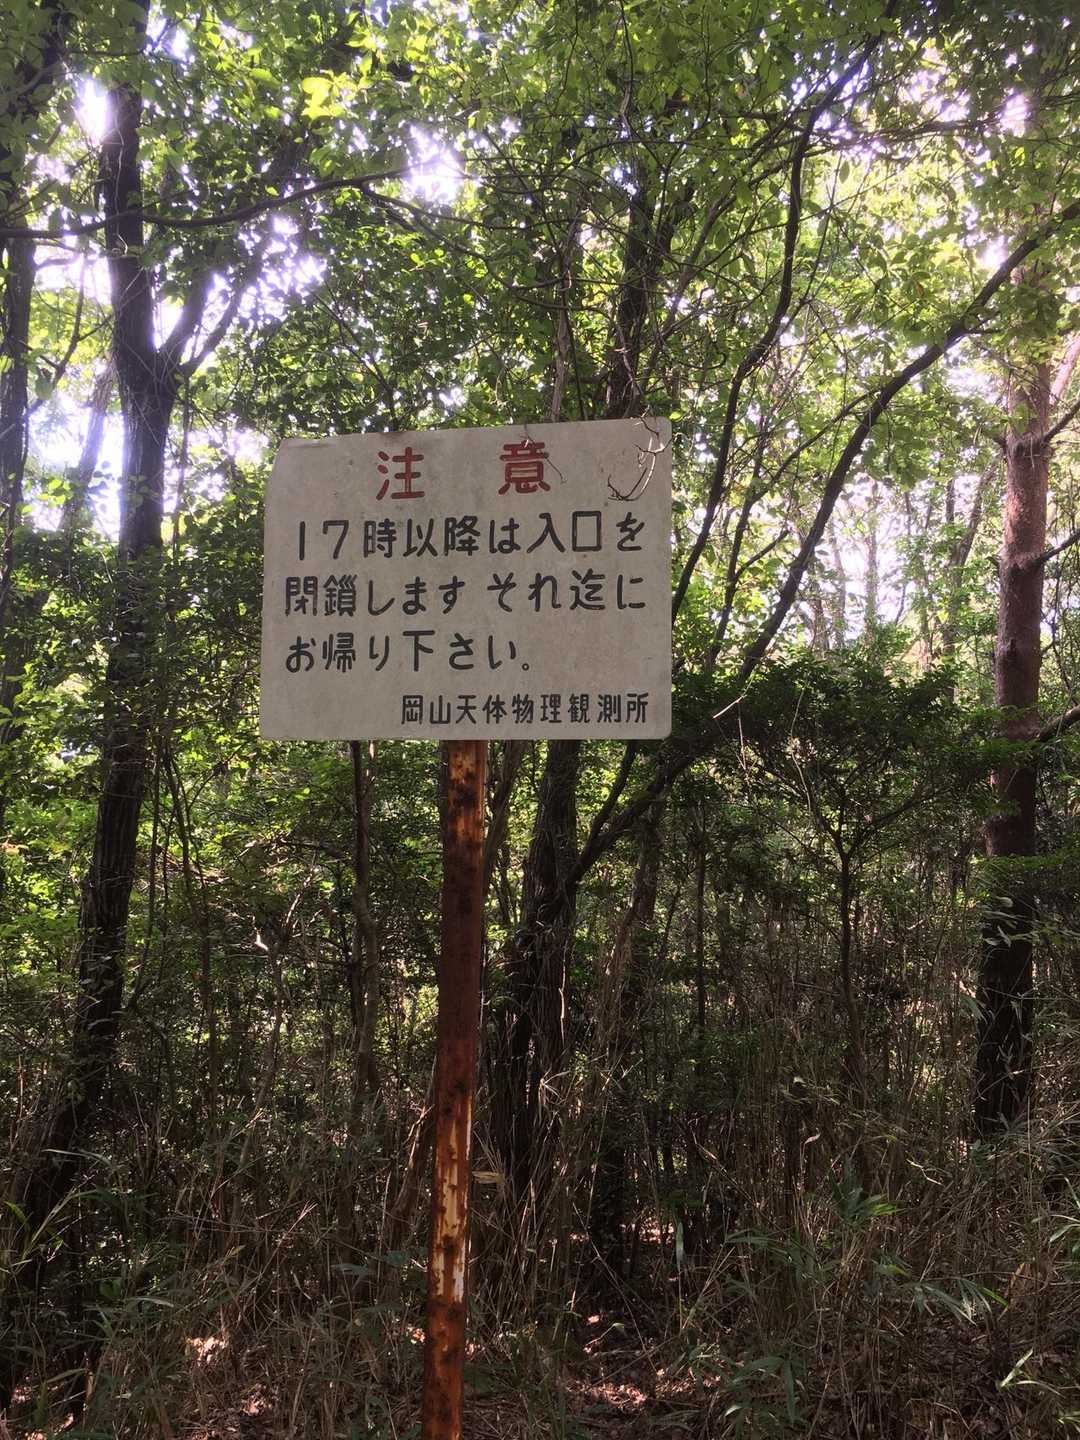 注意
17時以降は入口を
閉鎖します それ迄に
お帰り下さい。
岡山天体物理観測所